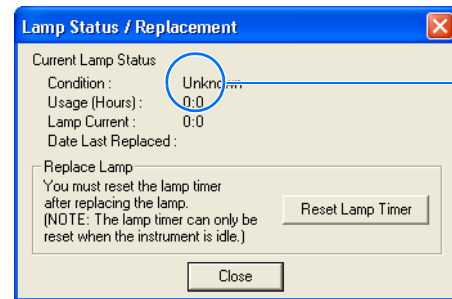 Lamp Status / Replacement
Current Lamp Status
Condition : Unknown
Usage (Hours) : 0:0
Lamp Current : 0:0
Date Last Replaced :
Replace Lamp
You must reset the lamp timer
after replacing the lamp.
(NOTE: The lamp timer can only be
reset when the instrument is idle.)
Reset Lamp Timer
Close